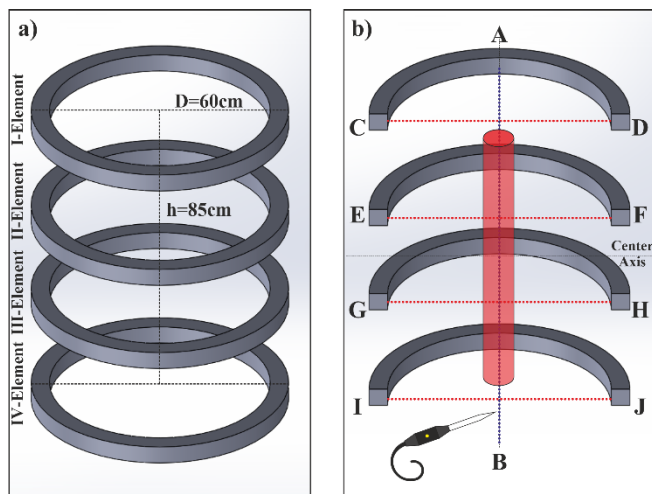 a)
D=60cm
h=85cm
I-Element
II-Element
III-Element
IV-Element
b)
A
C
D
E
F
Center
Axis
G
H
I
J
B